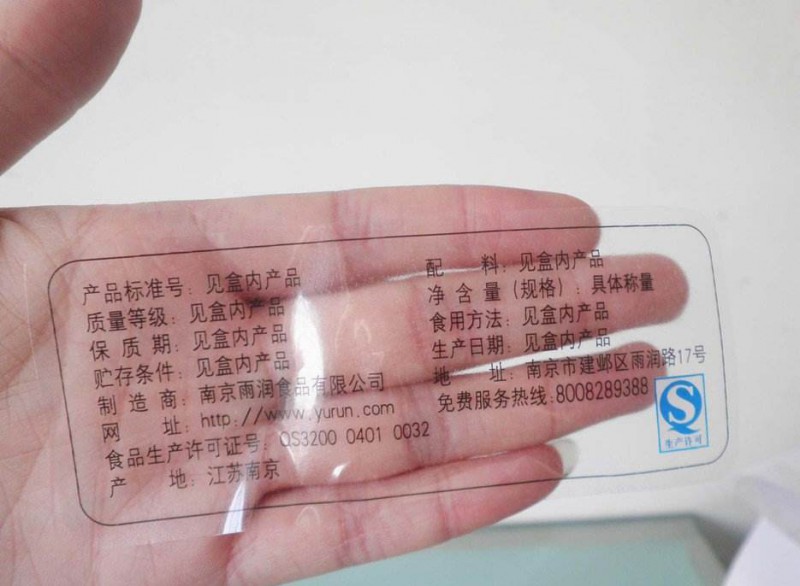 产品标准号：见盒内产品
质量等级：见盒内产品
保质期：见盒内产品
贮存条件：见盒内产品
制造商：南京雨润食品有限公司
网址：http://www.yurun.com
食品生产许可证号：QS3200 0401 0032
产地：江苏南京
配料：见盒内产品
净含量（规格）：具体称量
食用方法：见盒内产品
生产日期：见盒内产品
地址：南京市建邺区雨润路17号
免费服务热线:8008289388
生产许可